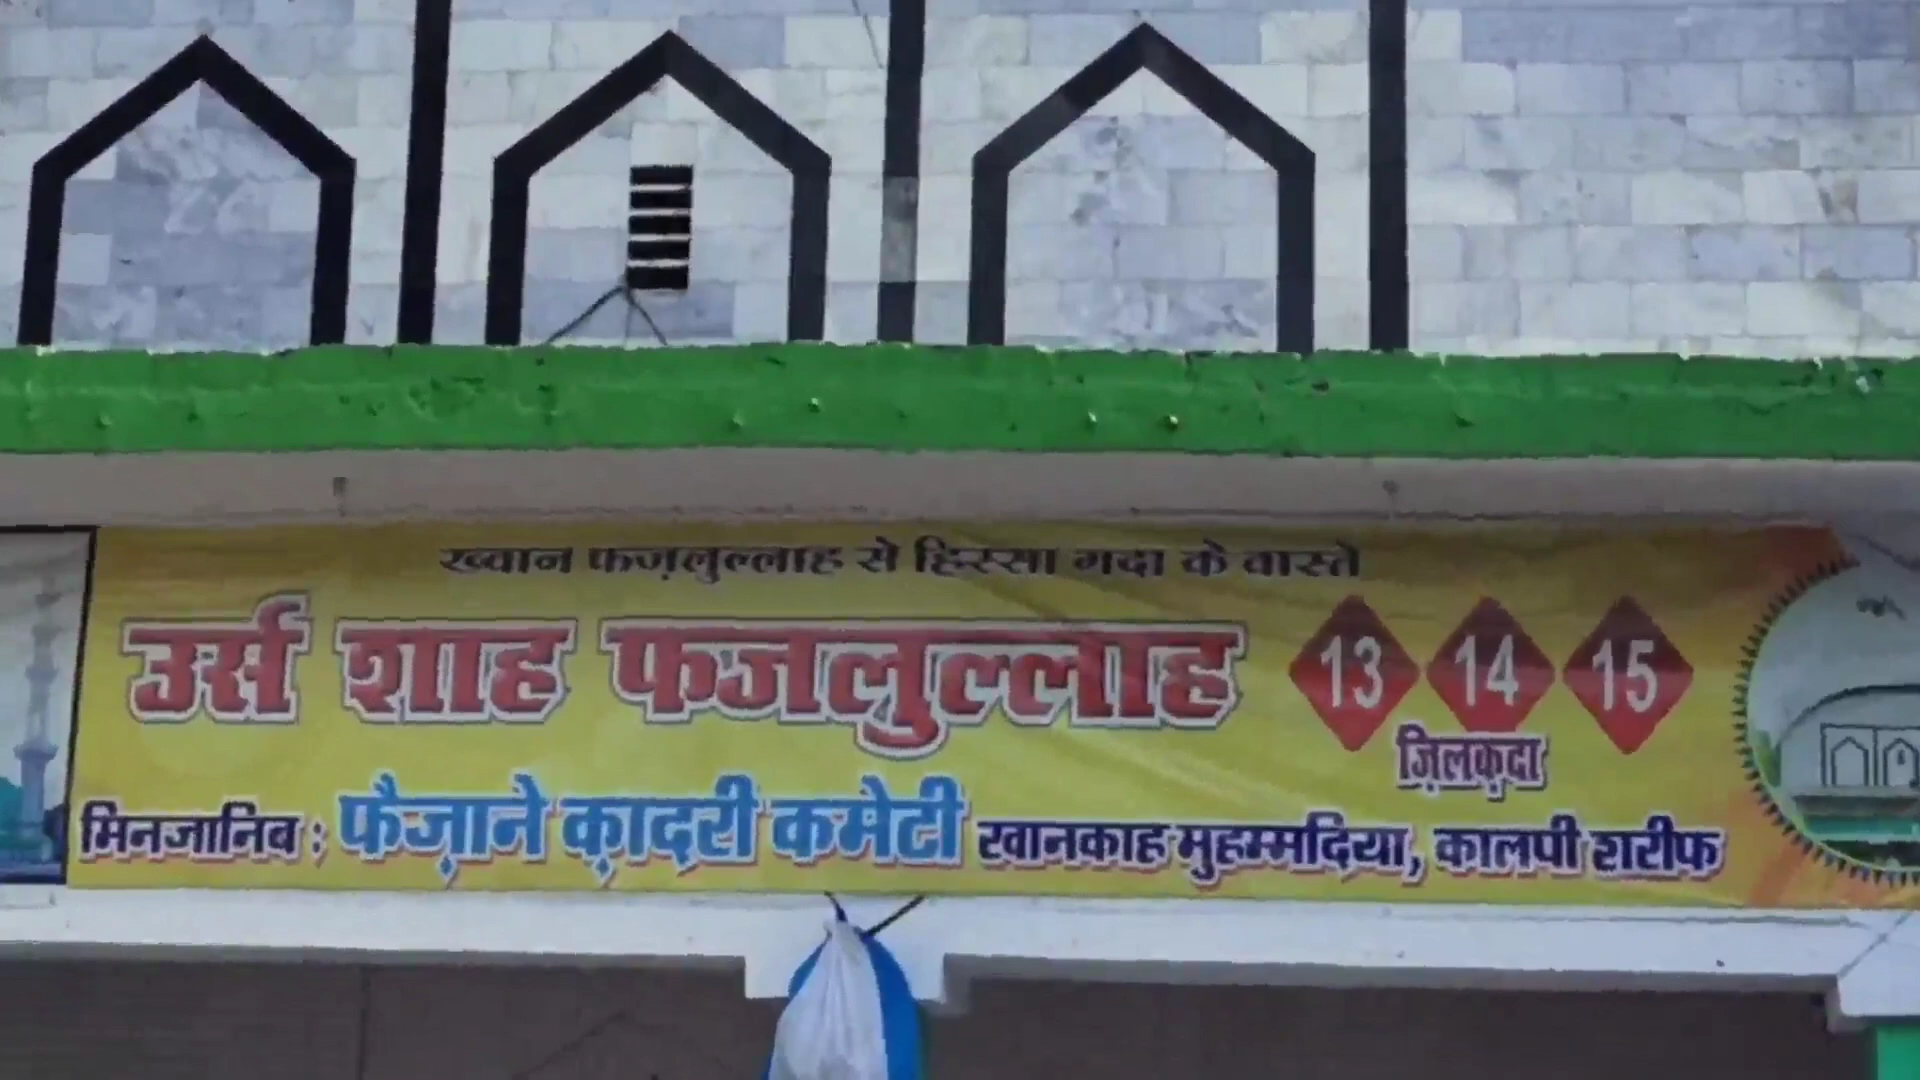 ख्वान फज़लुल्लाह से हिस्सा गदा के वास्ते
उर्स शाह फजलुल्लाह 13 14 15
ज़िलक़दा
मिनजानिब : फैज़ाने क़ादरी कमेटी खानकाह मुहम्मदिया, कालपी शरीफ